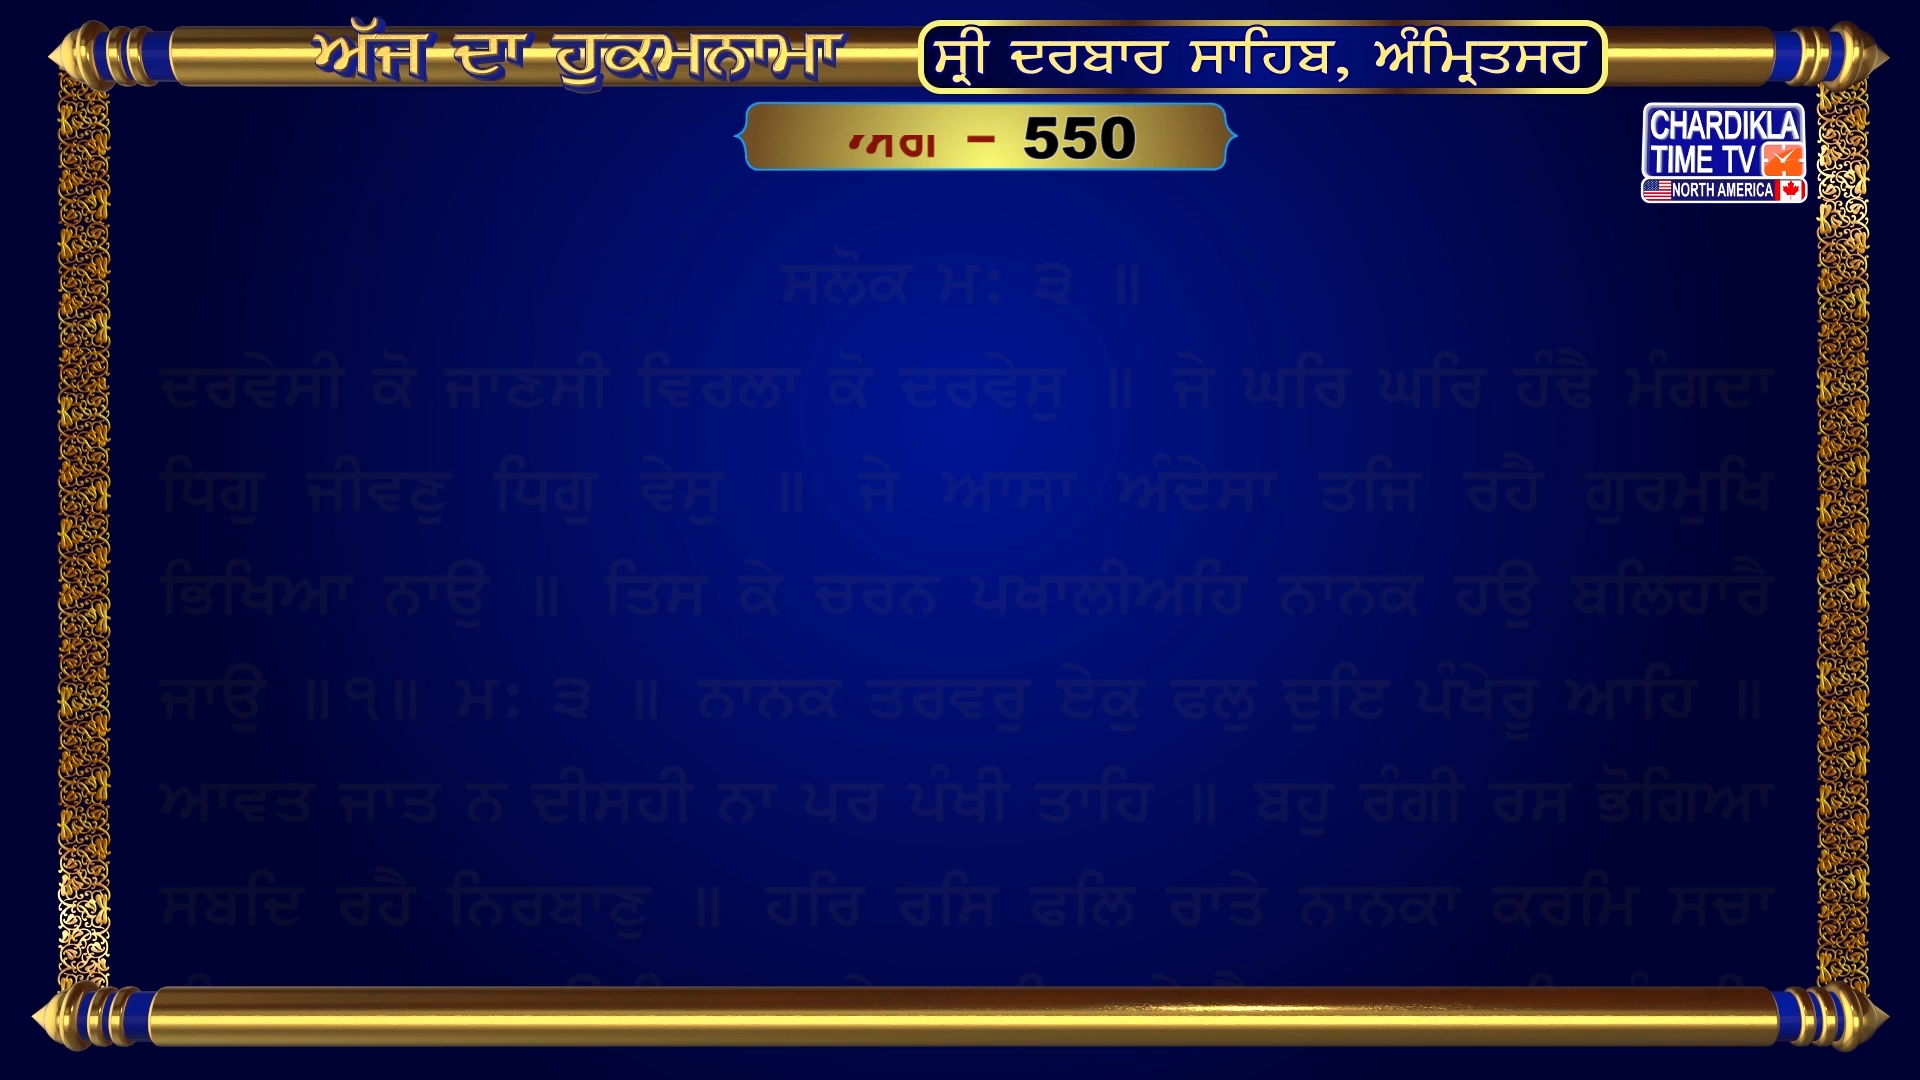 ਅੱਜ ਦਾ ਹੁਕਮਨਾਮਾ
ਸ੍ਰੀ ਦਰਬਾਰ ਸਾਹਿਬ, ਅੰਮ੍ਰਿਤਸਰ
ਅੰਗ - 550
CHARDIKLA
TIME TV
NORTH AMERICA
ਸਲੋਕ ਮਃ ੩ ॥
ਦਰਵੇਸੀ ਕੋ ਜਾਣਸੀ ਵਿਰਲਾ ਕੋ ਦਰਵੇਸੁ ॥ ਜੇ ਘਰਿ ਘਰਿ ਹੰਢੈ ਮੰਗਦਾ
ਧਿਗੁ ਜੀਵਣੁ ਧਿਗੁ ਵੇਸੁ ॥ ਜੇ ਆਸਾ ਅੰਦੇਸਾ ਤਜਿ ਰਹੈ ਗੁਰਮੁਖਿ
ਭਿਖਿਆ ਨਾਉ ॥ ਤਿਸ ਕੇ ਚਰਨ ਪਖਾਲੀਅਹਿ ਨਾਨਕ ਹਉ ਬਲਿਹਾਰੈ
ਜਾਉ ॥੧॥ ਮਃ ੩ ॥ ਨਾਨਕ ਤਰਵਰੁ ਏਕੁ ਫਲੁ ਦੁਇ ਪੰਖੇਰੂ ਆਹਿ ॥
ਆਵਤ ਜਾਤ ਨ ਦੀਸਹੀ ਨਾ ਪਰ ਪੰਖੀ ਤਾਹਿ ॥ ਬਹੁ ਰੰਗੀ ਰਸ ਭੋਗਿਆ
ਸਬਦਿ ਰਹੈ ਨਿਰਬਾਣੁ ॥ ਹਰਿ ਰਸਿ ਫਲਿ ਰਾਤੇ ਨਾਨਕਾ ਕਰਮਿ ਸਚਾ